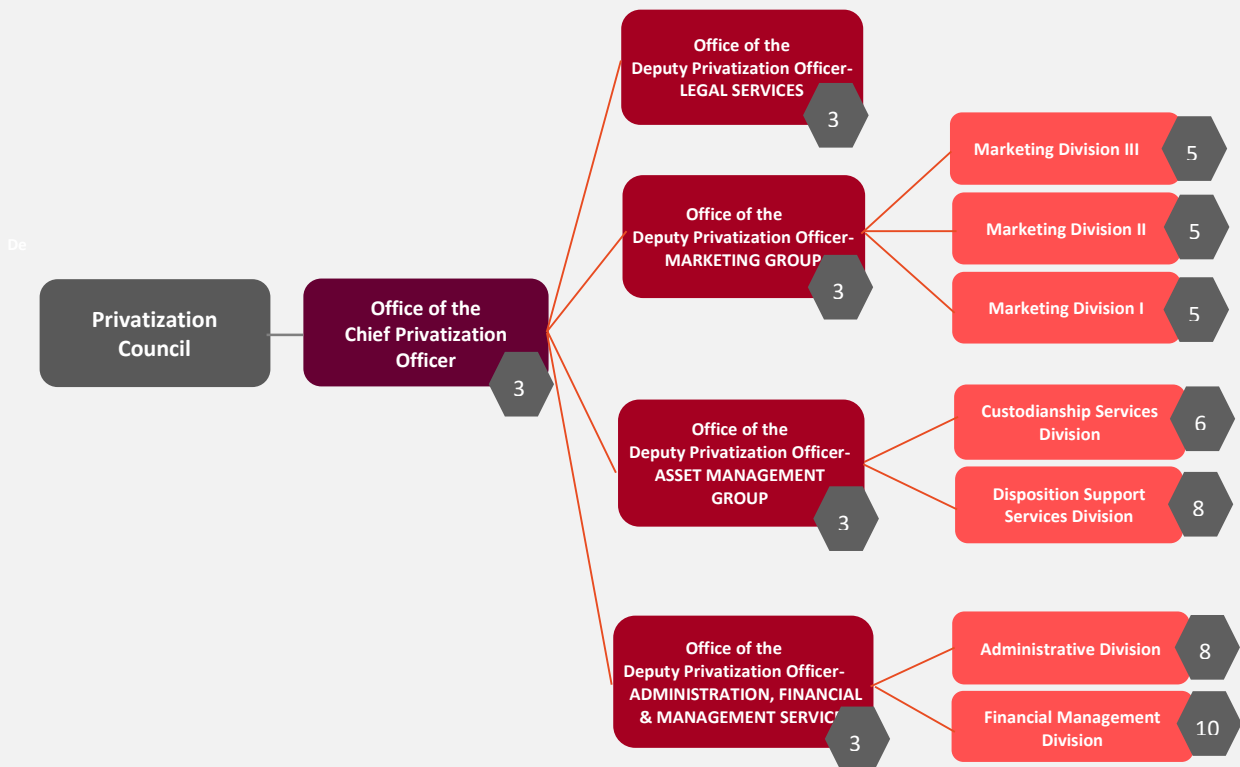 De
Privatization
Council
Office of the
Chief Privatization
Officer
3
Office of the
Deputy Privatization Officer-
LEGAL SERVICES
3
Office of the
Deputy Privatization Officer-
MARKETING GROUP
3
Marketing Division III
5
Marketing Division II
5
Marketing Division I
5
Office of the
Deputy Privatization Officer-
ASSET MANAGEMENT
GROUP
3
Custodianship Services
Division
6
Disposition Support
Services Division
8
Office of the
Deputy Privatization Officer-
ADMINISTRATION, FINANCIAL
& MANAGEMENT SERVIC
3
Administrative Division
8
Financial Management
Division
10